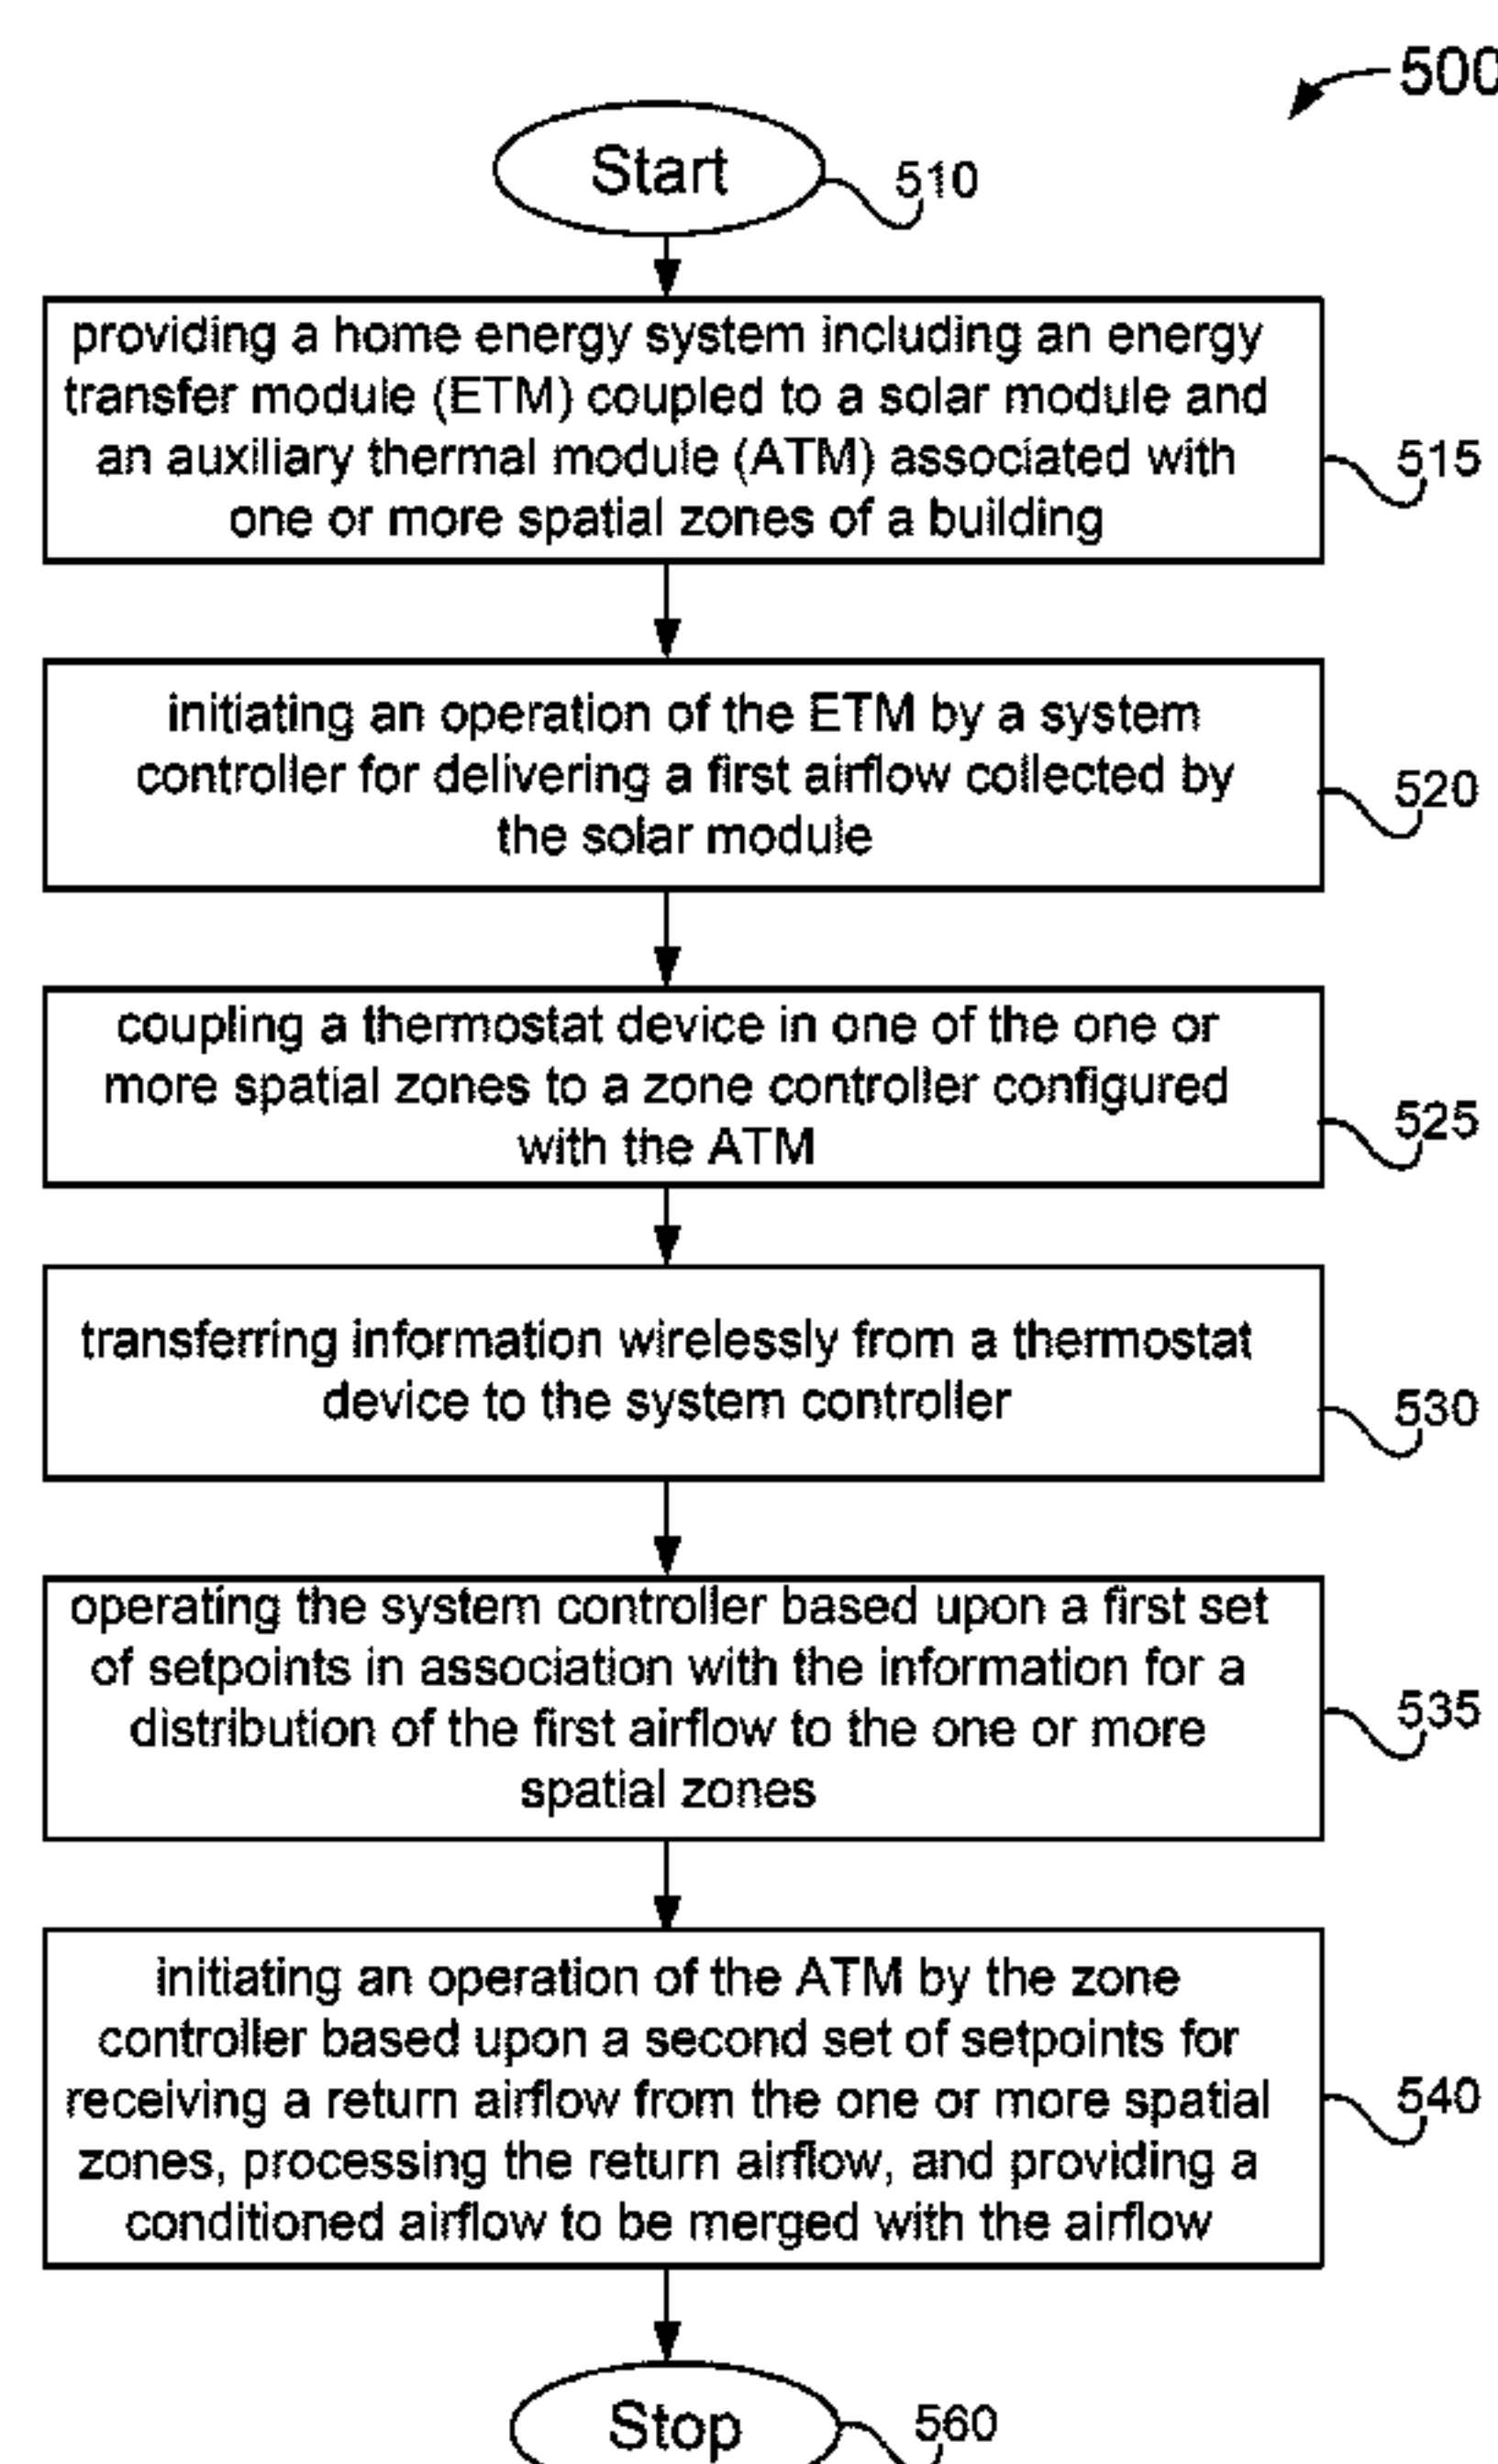 500
Start
510
providing a home energy system including an energy
transfer module (ETM) coupled to a solar module and
an auxiliary thermal module (ATM) associated with
one or more spatial zones of a building
515
initiating an operation of the ETM by a system
controller for delivering a first airflow collected by
the solar module
520
coupling a thermostat device in one of the one or
more spatial zones to a zone controller configured
with the ATM
525
transferring information wirelessly from a thermostat
device to the system controller
530
operating the system controller based upon a first set
of setpoints in association with the information for a
distribution of the first airflow to the one or more
spatial zones
535
initiating an operation of the ATM by the zone
controller based upon a second set of setpoints for
receiving a return airflow from the one or more spatial
zones, processing the return airflow, and providing a
conditioned airflow to be merged with the airflow
540
Stop
560